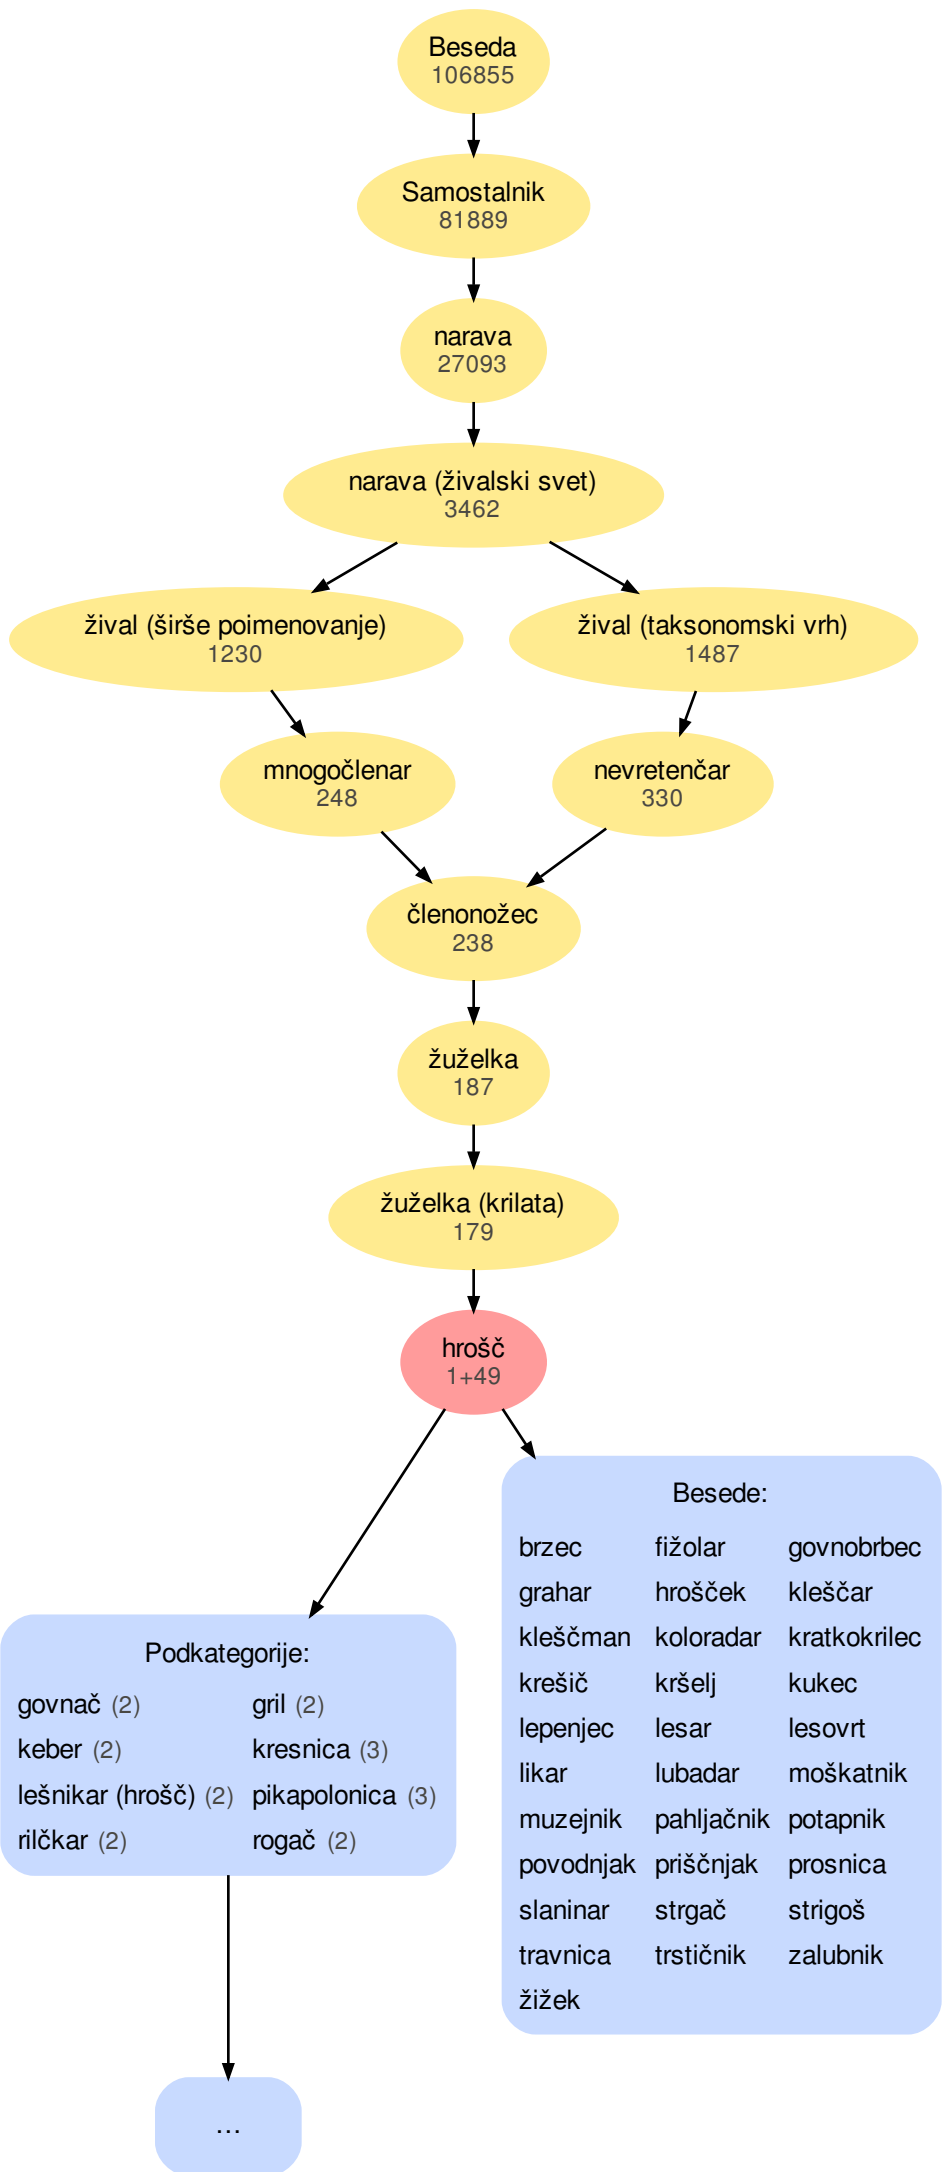 Beseda
106855
Samostalnik
81889
narava
27093
narava (živalski svet)
3462
žival (širše poimenovanje)
1230
žival (taksonomski vrh)
1487
mnogočlenar
248
nevretenčar
330
členonožec
238
žuželka
187
žuželka (krilata)
179
hrošč
1+49
Besede:
brzec fižolar govnobrbec
grahar hrošček kleščar
kleščman koloradar kratkokrilec
krešič kršelj kukec
lepenjec lesar lesovrt
likar lubadar moškatnik
muzejnik pahljačnik potapnik
povodnjak priščnjak prosnica
slaninar strgač strigoš
travnica trstičnik zalubnik
žižek
Podkategorije:
govnač (2) gril (2)
keber (2) kresnica (3)
lešnikar (hrošč) (2) pikapolonica (3)
rilčkar (2) rogač (2)
...